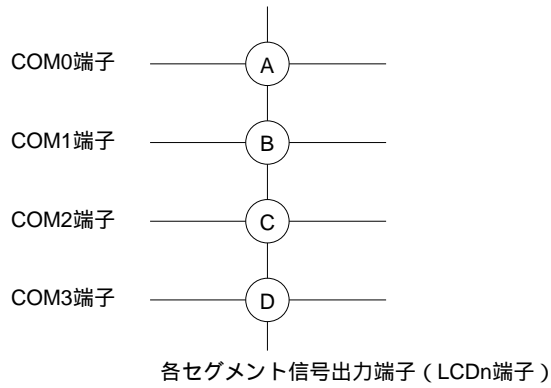 COM0端子
A
COM1端子
B
COM2端子
C
COM3端子
D
各セグメント信号出力端子（LCDn端子）